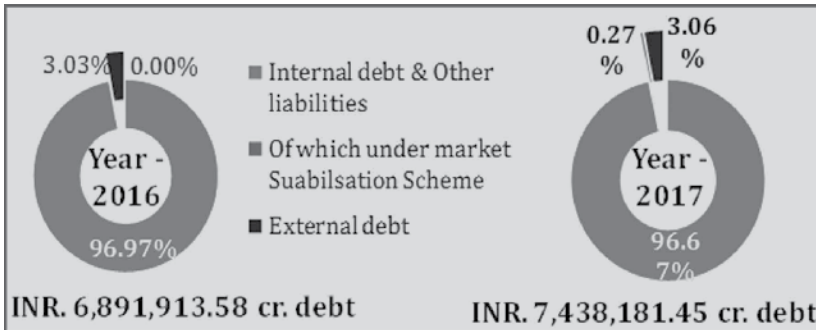 3.03%
0.00%
Year -
2016
96.97%
INR. 6,891,913.58 cr. debt
Internal debt & Other
liabilities
Of which under market
Suabilsation Scheme
External debt
0.27
%
3.06
%
Year -
2017
96.6
7%
INR. 7,438,181.45 cr. debt